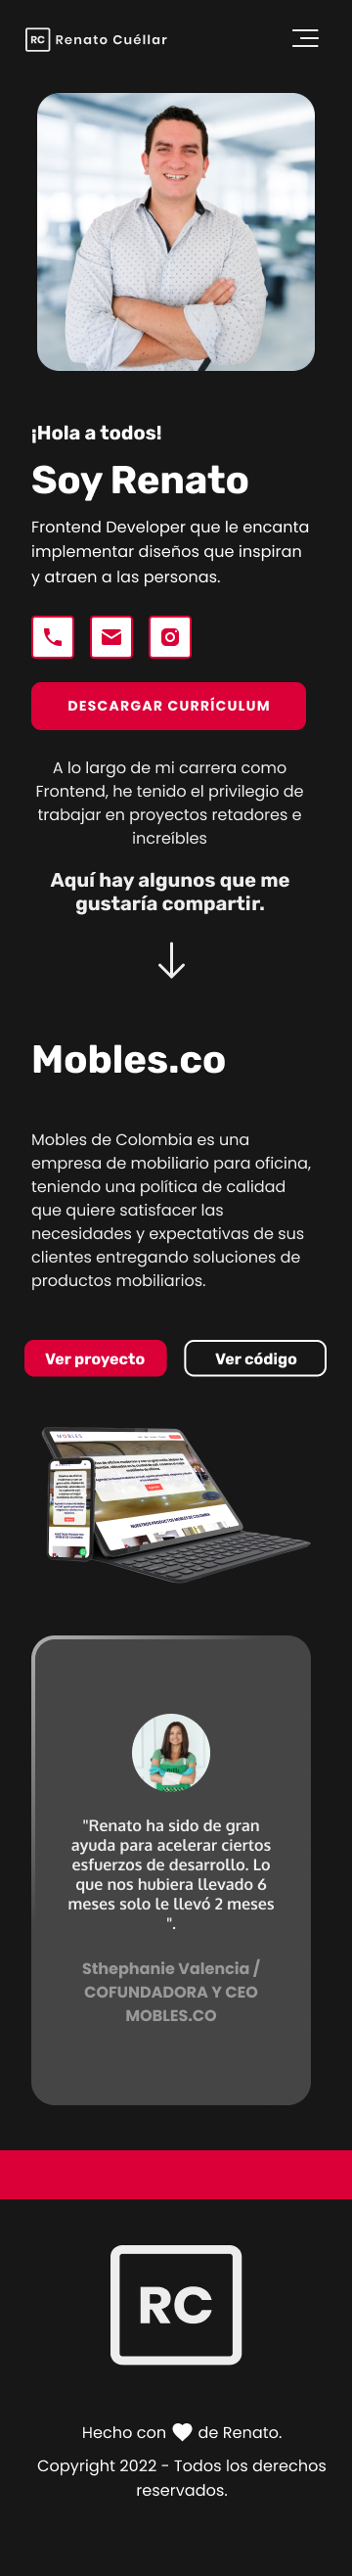 RC Renato Cuéllar
¡Hola a todos!
Soy Renato
Frontend Developer que le encanta
implementar diseños que inspiran
y atraen a las personas.
DESCARGAR CURRÍCULUM
A lo largo de mi carrera como
Frontend, he tenido el privilegio de
trabajar en proyectos retadores e
increíbles
Aquí hay algunos que me
gustaría compartir.
Mobles.co
Mobles de Colombia es una
empresa de mobiliario para oficina,
teniendo una política de calidad
que quiere satisfacer las
necesidades y expectativas de sus
clientes entregando soluciones de
productos mobiliarios.
Ver proyecto Ver código
MOBLES
NUESTROS PRODUCTOS MOBLES DE COLOMBIA
"Renato ha sido de gran
ayuda para acelerar ciertos
esfuerzos de desarrollo. Lo
que nos hubiera llevado 6
meses solo le llevó 2 meses
".
Sthephanie Valencia /
COFUNDADORA Y CEO
MOBLES.CO
RC
Hecho con de Renato.
Copyright 2022 - Todos los derechos
reservados.